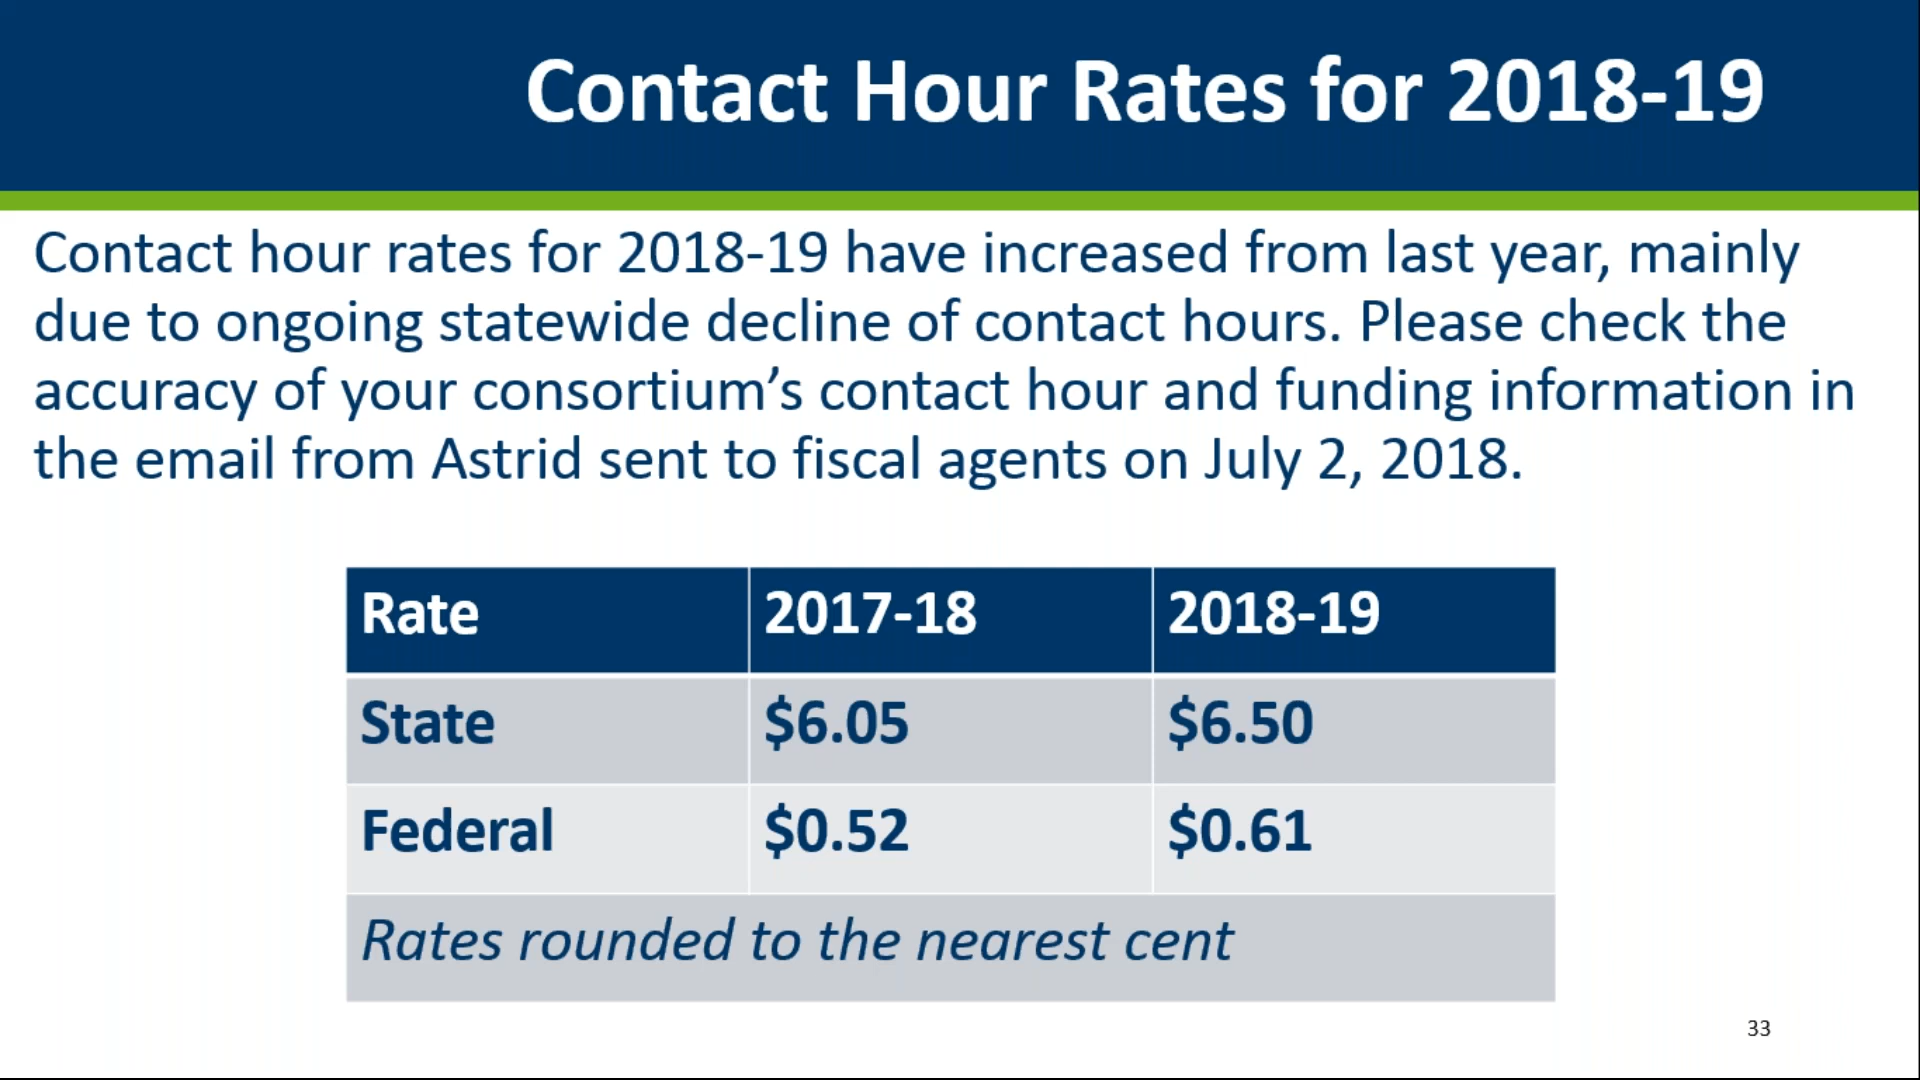 Contact Hour Rates for 2018-19
Contact hour rates for 2018-19 have increased from last year, mainly
due to ongoing statewide decline of contact hours. Please check the
accuracy of your consortium’s contact hour and funding information in
the email from Astrid sent to fiscal agents on July 2, 2018.
Rate 2017-18 2018-19
State $6.05 $6.50
Federal $0.52 $0.61
Rates rounded to the nearest cent
33